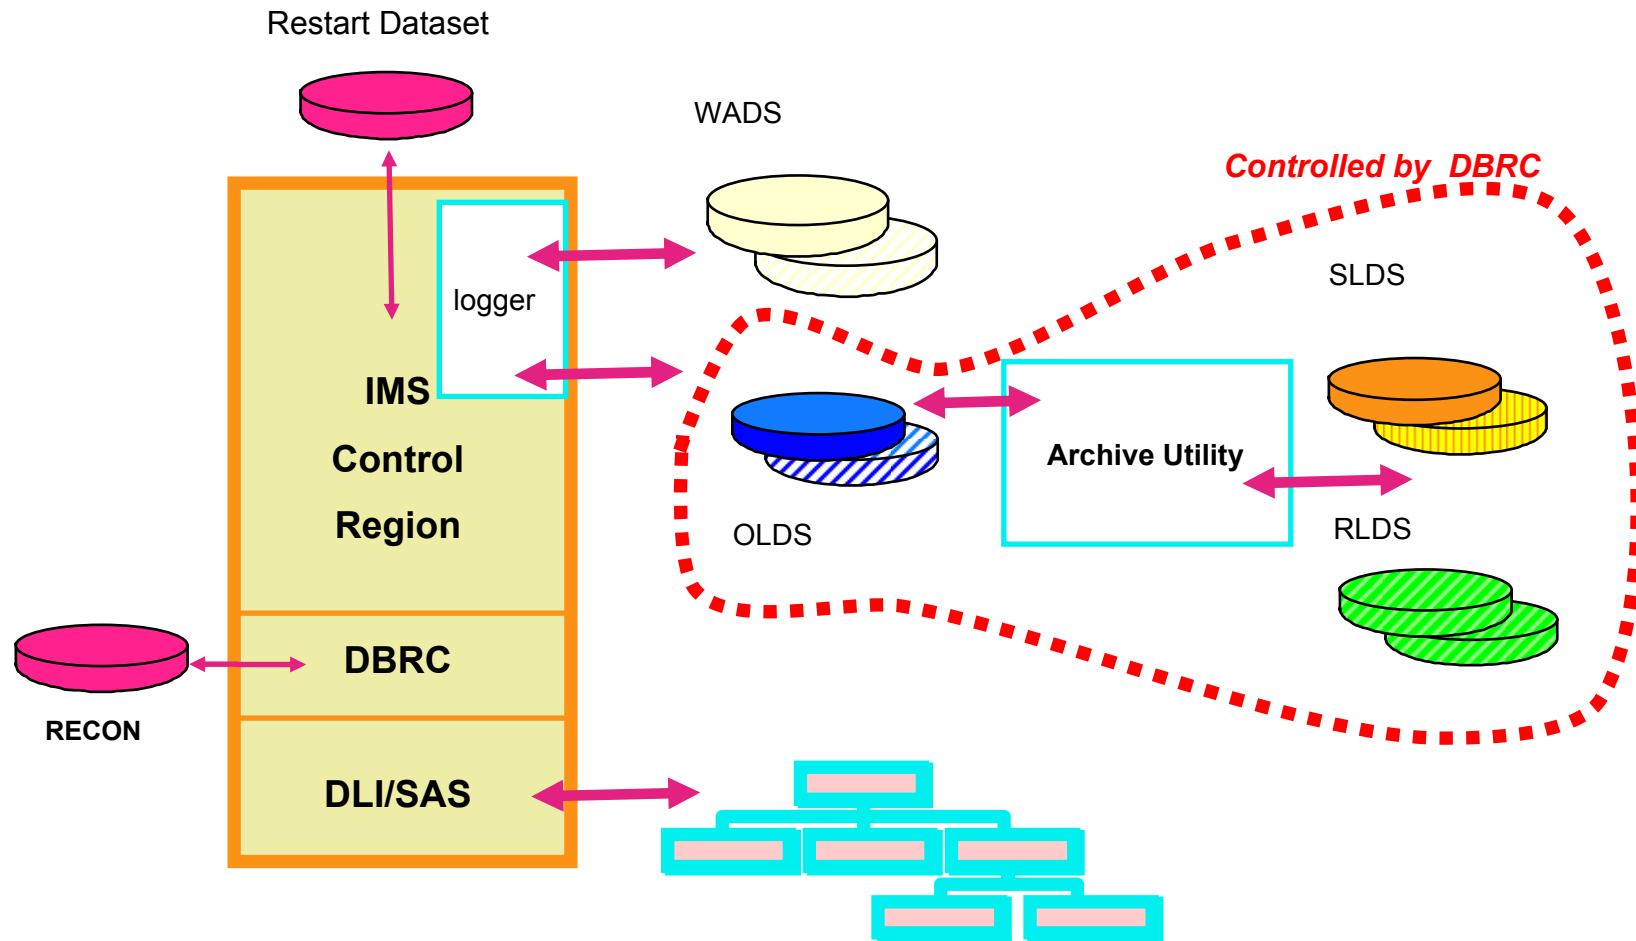 Restart Dataset
WADS
Controlled by DBRC
SLDS
logger
IMS
Control
Region
Archive Utility
OLDS
RLDS
DBRC
RECON
DLI/SAS